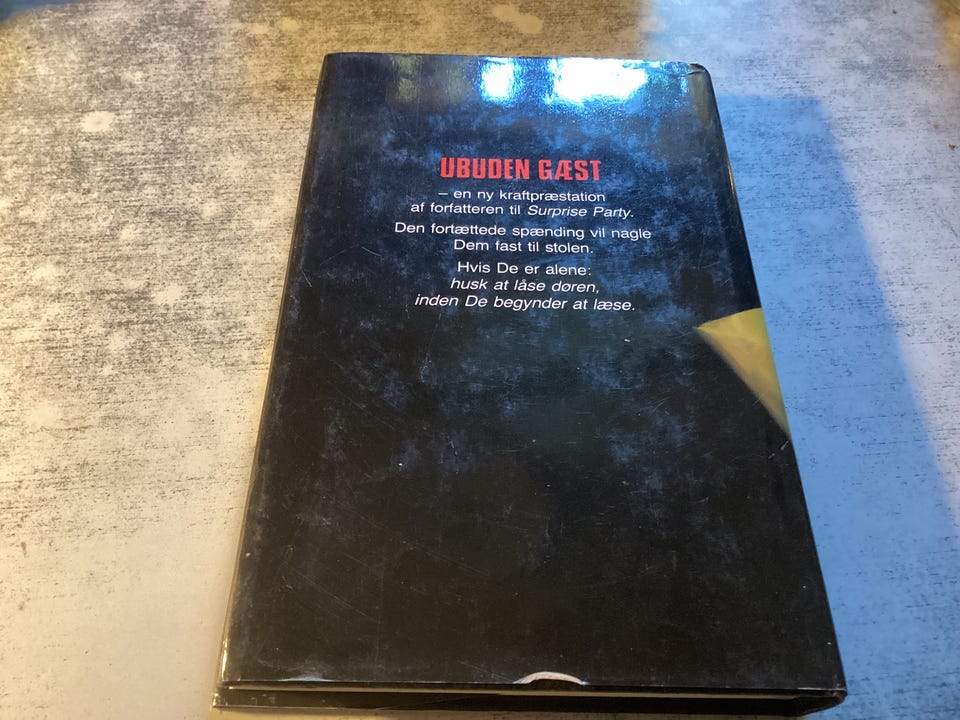 UBUDEN GÆST
– en ny kraftpræstation
af forfatteren til Surprise Party.
Den fortættede spænding vil nagle
Dem fast til stolen.
Hvis De er alene:
husk at låse døren,
inden De begynder at læse.